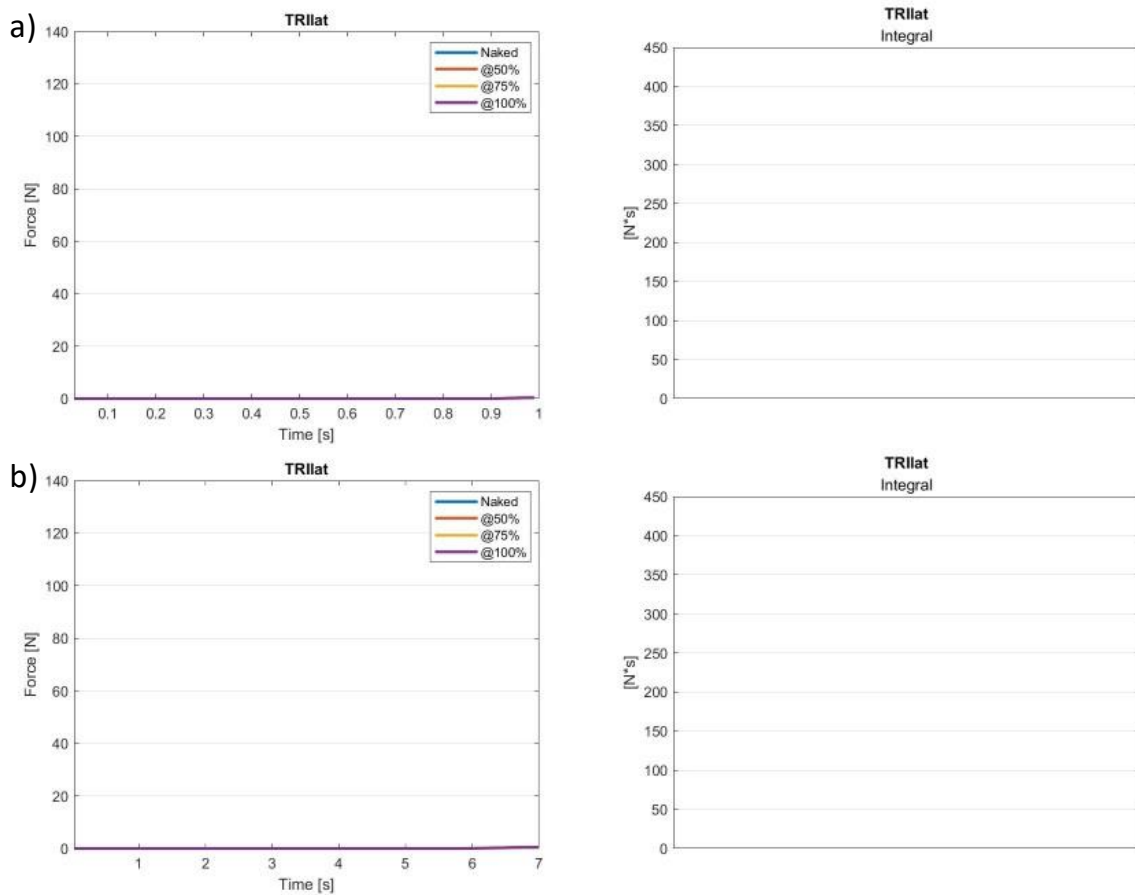 a)
TRIlat
140
120
100
80
60
40
20
0
Force [N]
Naked
@50%
@75%
@100%
0.1 0.2 0.3 0.4 0.5 0.6 0.7 0.8 0.9 1
Time [s]
TRIlat
Integral
450
400
350
300
250
200
150
100
50
0
[N*s]
b)
TRIlat
140
120
100
80
60
40
20
0
Force [N]
Naked
@50%
@75%
@100%
1 2 3 4 5 6 7
Time [s]
TRIlat
Integral
450
400
350
300
250
200
150
100
50
0
[N*s]